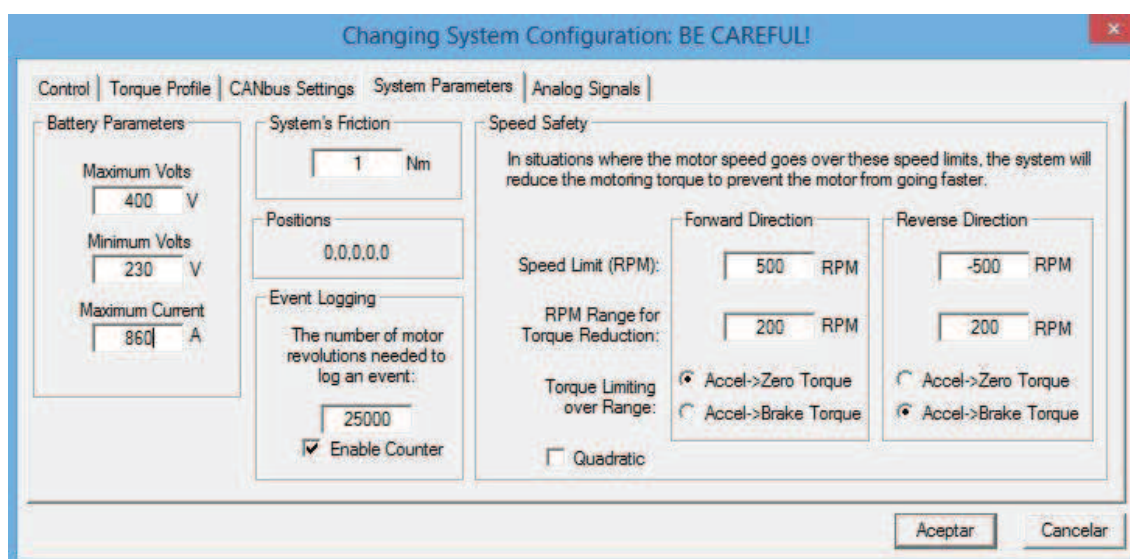 Changing System Configuration: BE CAREFUL!
Control
Torque Profile
CANbus Settings
System Parameters
Analog Signals
Battery Parameters
Maximum Volts
400 V
Minimum Volts
230 V
Maximum Current
860 A
System's Friction
1 Nm
Positions
0,0,0,0,0
Event Logging
The number of motor
revolutions needed to
log an event:
25000
Enable Counter
Speed Safety
In situations where the motor speed goes over these speed limits, the system will
reduce the motoring torque to prevent the motor from going faster.
Forward Direction
Reverse Direction
Speed Limit (RPM):
500 RPM
-500 RPM
RPM Range for
Torque Reduction:
200 RPM
200 RPM
Torque Limiting
over Range:
Accel->Zero Torque
Accel->Brake Torque
Accel->Zero Torque
Accel->Brake Torque
Quadratic
Aceptar
Cancelar